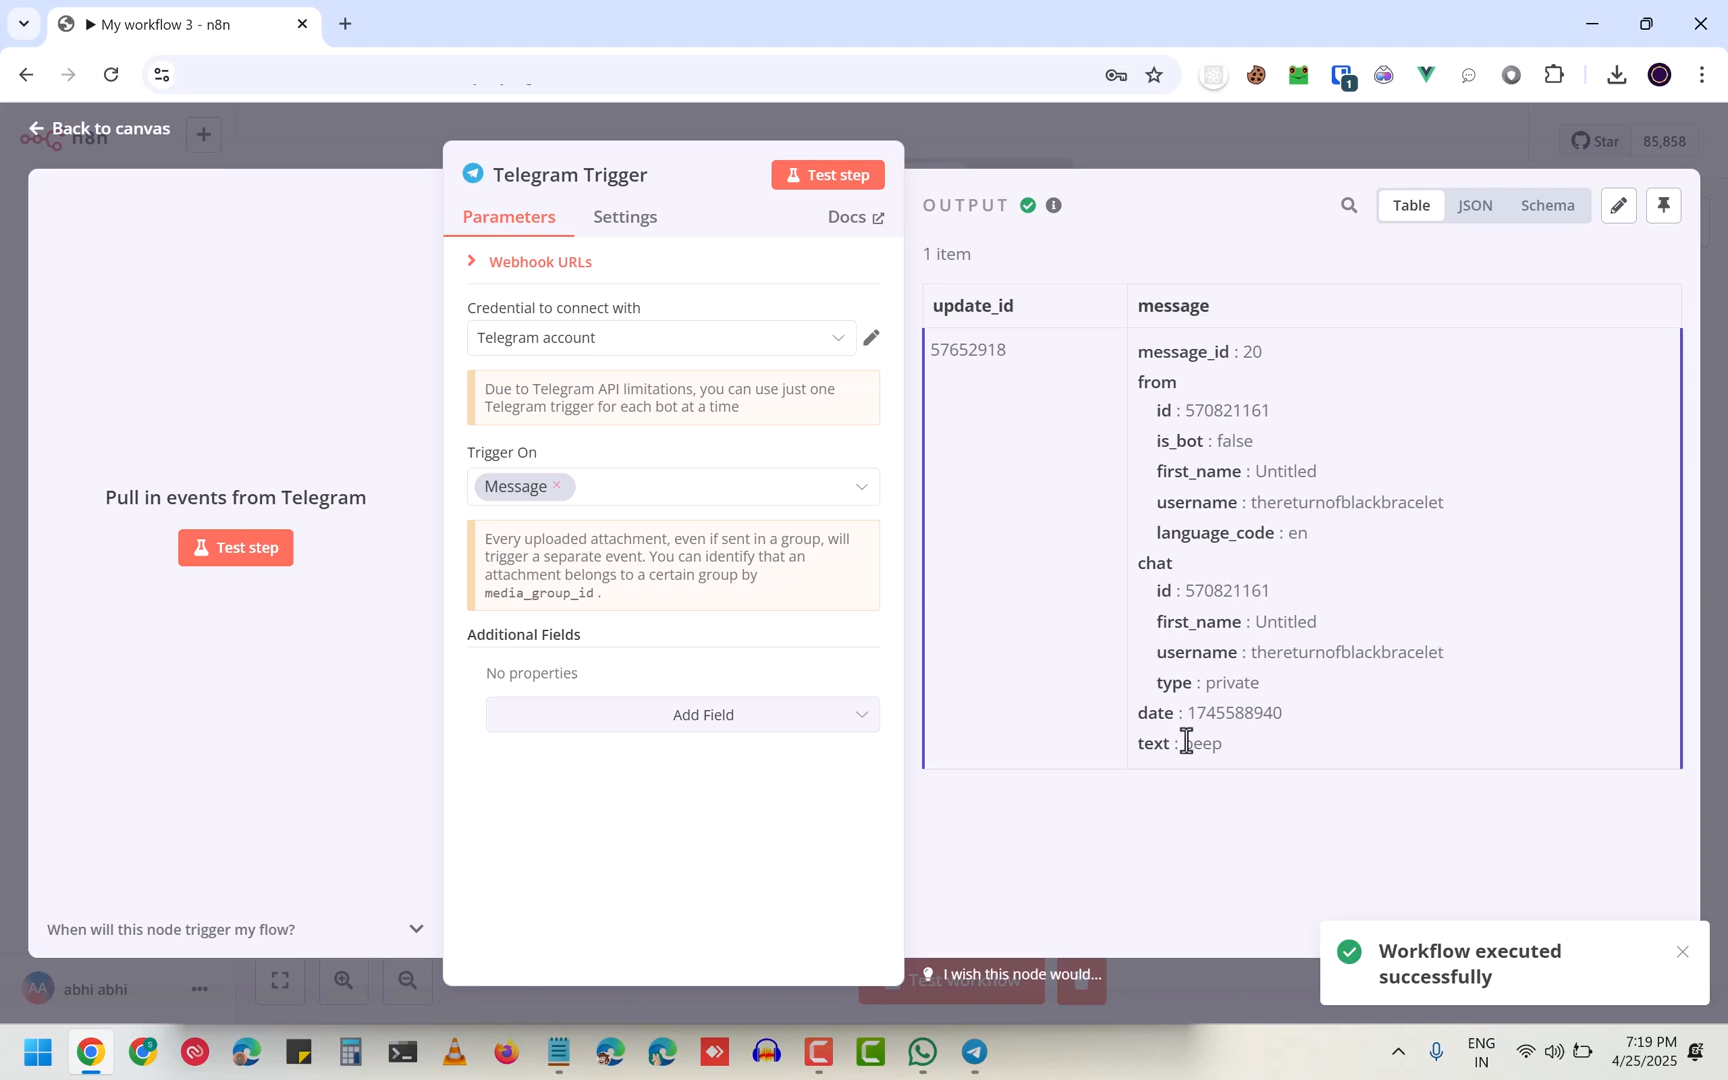 My workflow 3 - n8n
1
Back to canvas
n8n
Star
85,858
Telegram Trigger
Test step
Parameters
Settings
Docs
Webhook URLs
Credential to connect with
Telegram account
Due to Telegram API limitations, you can use just one
Telegram trigger for each bot at a time
Trigger On
Message
Every uploaded attachment, even if sent in a group, will
trigger a separate event. You can identify that an
attachment belongs to a certain group by
media_group_id .
Additional Fields
No properties
Add Field
Pull in events from Telegram
Test step
When will this node trigger my flow?
OUTPUT
Table
JSON
Schema
1 item
update_id
message
57652918
message_id : 20
from
id : 570821161
is_bot : false
first_name : Untitled
username : thereturnofblackbracelet
language_code : en
chat
id : 570821161
first_name : Untitled
username : thereturnofblackbracelet
type : private
date : 1745588940
text :
Workflow executed
successfully
I wish this node would...
Test workflow
AA
abhi abhi
S
ENG
IN
7:19 PM
4/25/2025